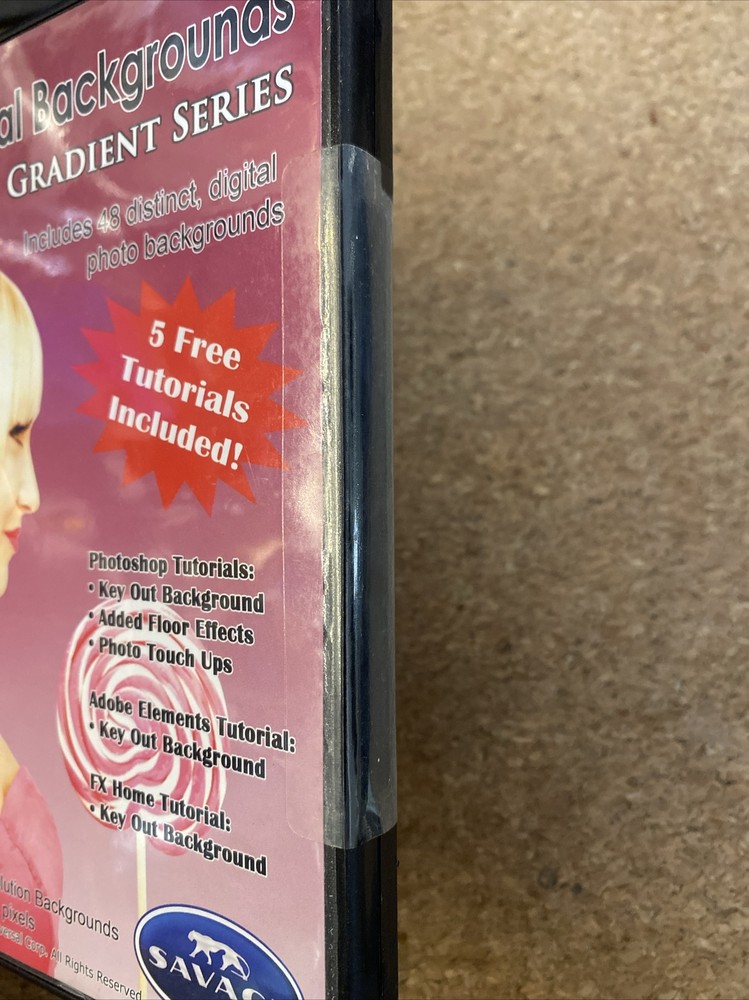 al Backgrounds
GRADIENT SERIES
Includes 48 distinct, digital
photo backgrounds
5 Free
Tutorials
Included!
Photoshop Tutorials:
• Key Out Background
• Added Floor Effects
• Photo Touch Ups
Adobe Elements Tutorial:
• Key Out Background
FX Home Tutorial:
• Key Out Background
lution Backgrounds
pixels
versal Corp. All Rights Reserved
SAVAG